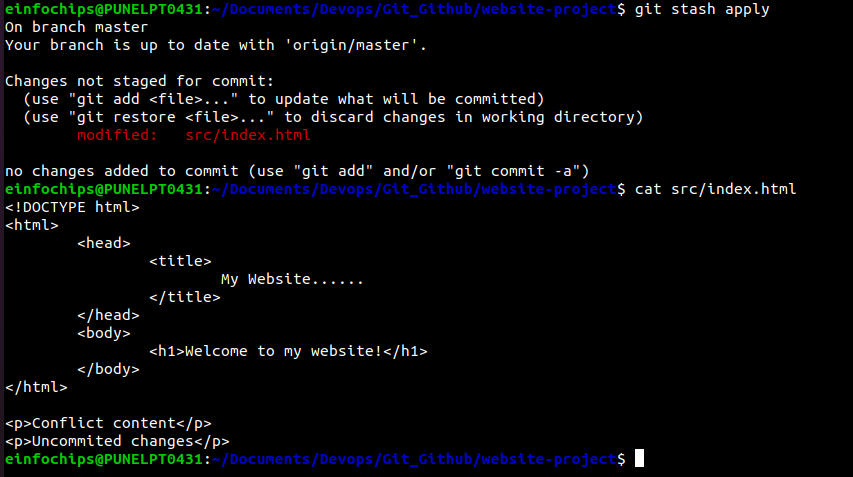 einfochips@PUNELPT0431:~/Documents/Devops/Git_Github/website-project$ git stash apply
On branch master
Your branch is up to date with 'origin/master'.

Changes not staged for commit:
  (use "git add <file>..." to update what will be committed)
  (use "git restore <file>..." to discard changes in working directory)
        modified:   src/index.html

no changes added to commit (use "git add" and/or "git commit -a")
einfochips@PUNELPT0431:~/Documents/Devops/Git_Github/website-project$ cat src/index.html
<!DOCTYPE html>
<html>
        <head>
                <title>
                        My Website......
                </title>
        </head>
        <body>
                <h1>Welcome to my website!</h1>
        </body>
</html>

<p>Conflict content</p>
<p>Uncommited changes</p>
einfochips@PUNELPT0431:~/Documents/Devops/Git_Github/website-project$